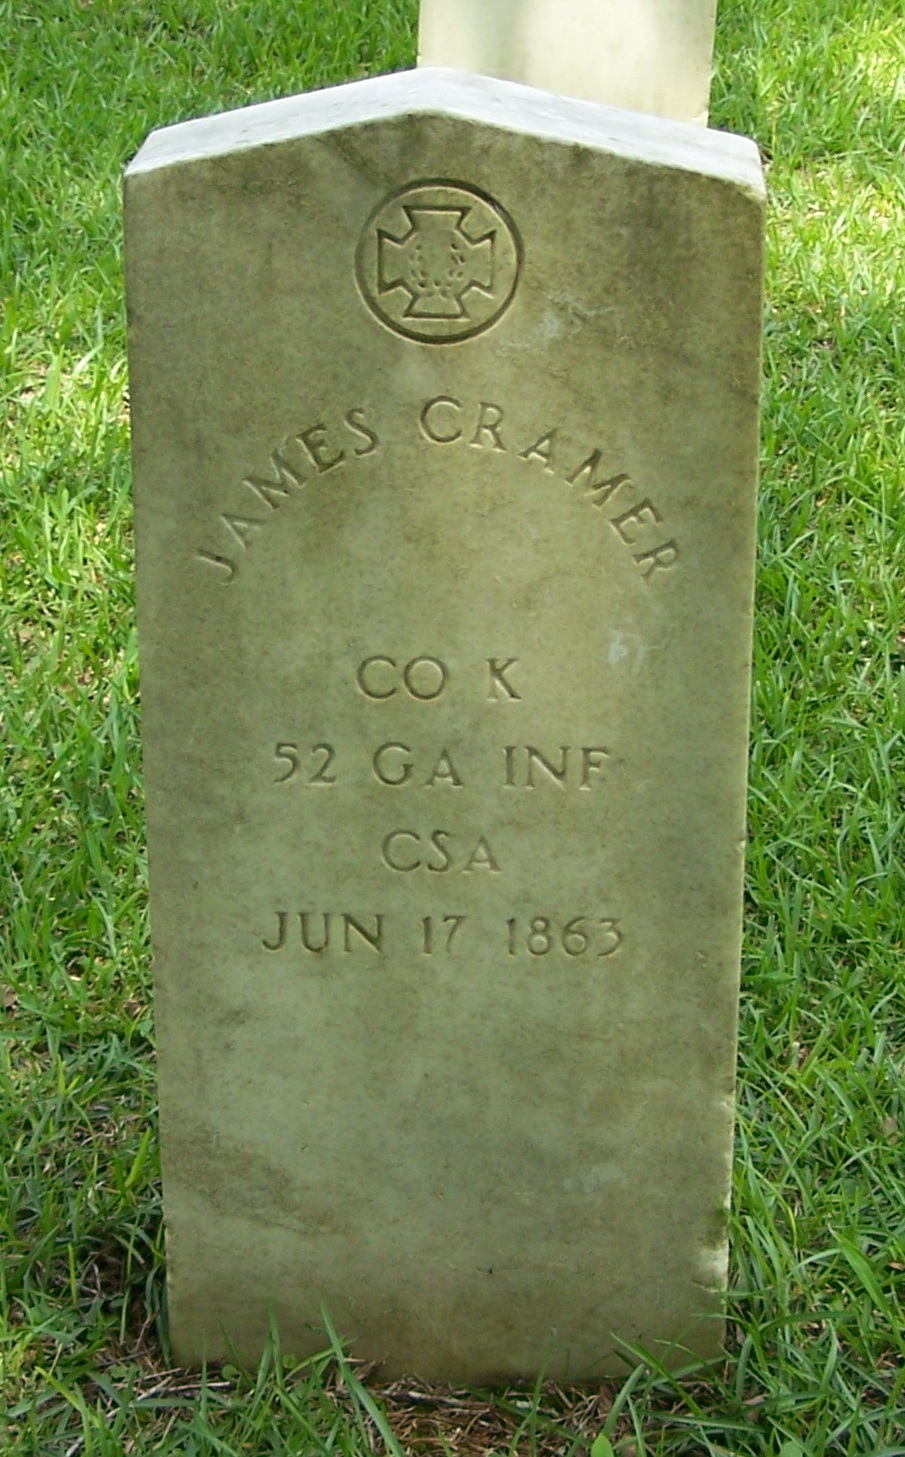 JAMES CRAMER
CO K
52 GA INF
CSA
JUN 17 1863